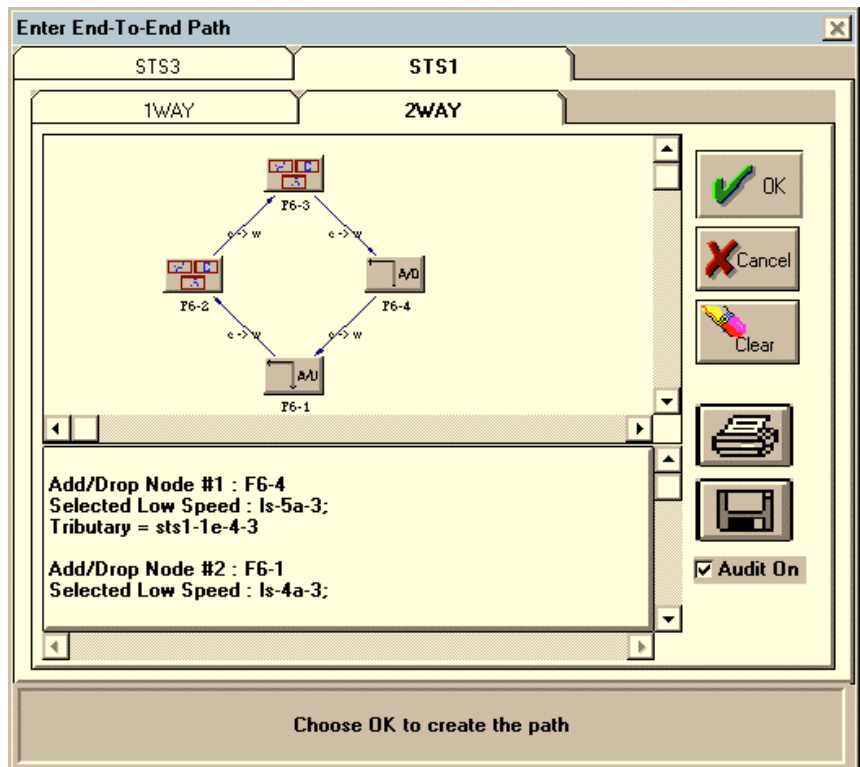 Enter End-To-End Path
STS3
STS1
1WAY
2WAY
F6-3
e -> w
e -> w
A/D
F6-2
F6-4
e -> w
e -> w
A/D
F6-1
OK
Cancel
Clear
Add/Drop Node #1 : F6-4
Selected Low Speed : ls-5a-3;
Tributary = sts1-1e-4-3
Add/Drop Node #2 : F6-1
Selected Low Speed : ls-4a-3;
Audit On
Choose OK to create the path